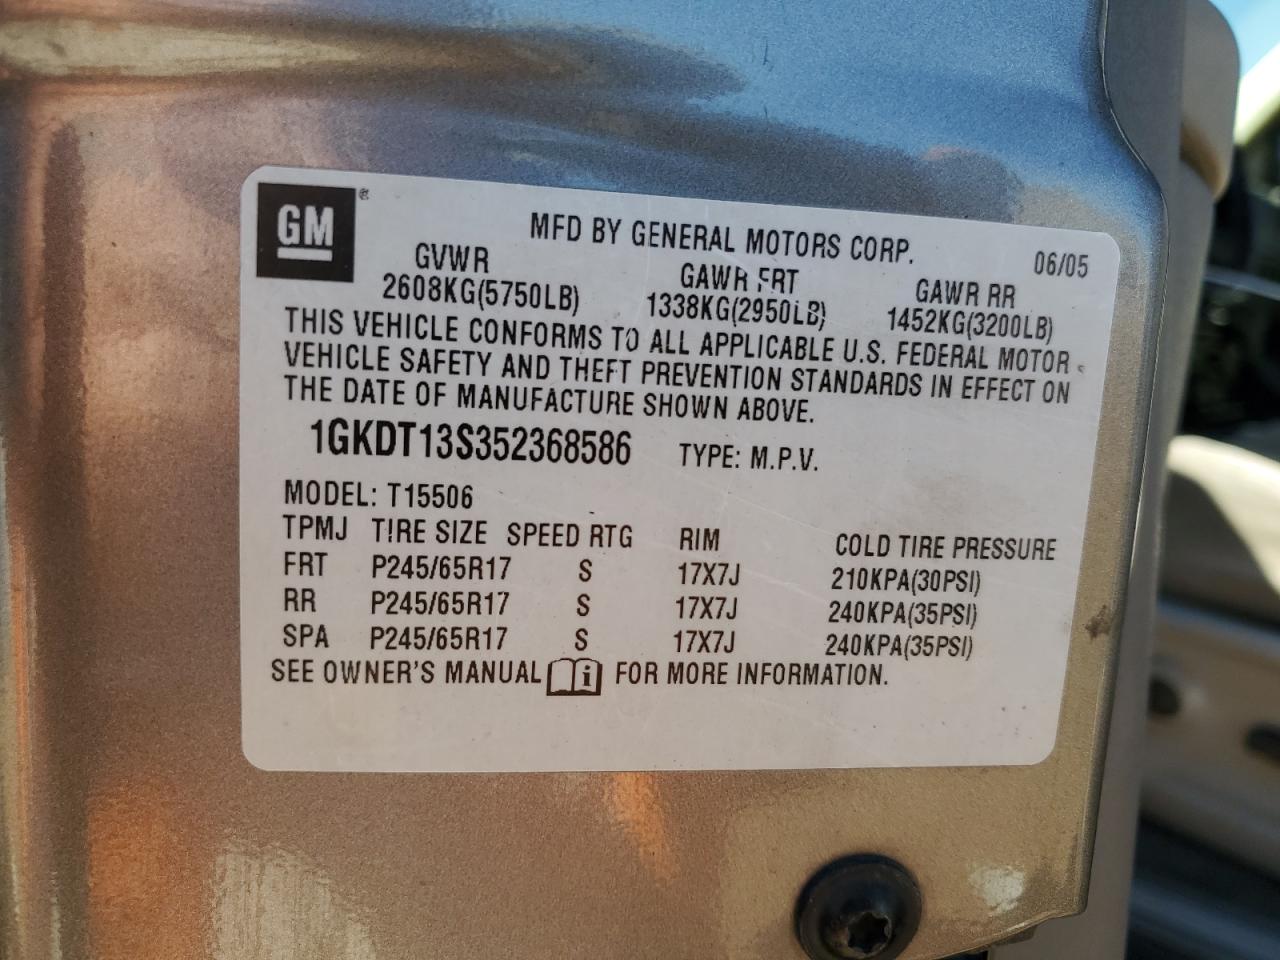 GM ®
MFD BY GENERAL MOTORS CORP. 06/05
GVWR GAWR FRT GAWR RR
2608KG(5750LB) 1338KG(2950LB) 1452KG(3200LB)
THIS VEHICLE CONFORMS TO ALL APPLICABLE U.S. FEDERAL MOTOR
VEHICLE SAFETY AND THEFT PREVENTION STANDARDS IN EFFECT ON
THE DATE OF MANUFACTURE SHOWN ABOVE.
1GKDT13S352368586 TYPE: M.P.V.
MODEL: T15506
TPMJ TIRE SIZE SPEED RTG RIM COLD TIRE PRESSURE
FRT P245/65R17 S 17X7J 210KPA(30PSI)
RR P245/65R17 S 17X7J 240KPA(35PSI)
SPA P245/65R17 S 17X7J 240KPA(35PSI)
SEE OWNER'S MANUAL i FOR MORE INFORMATION.